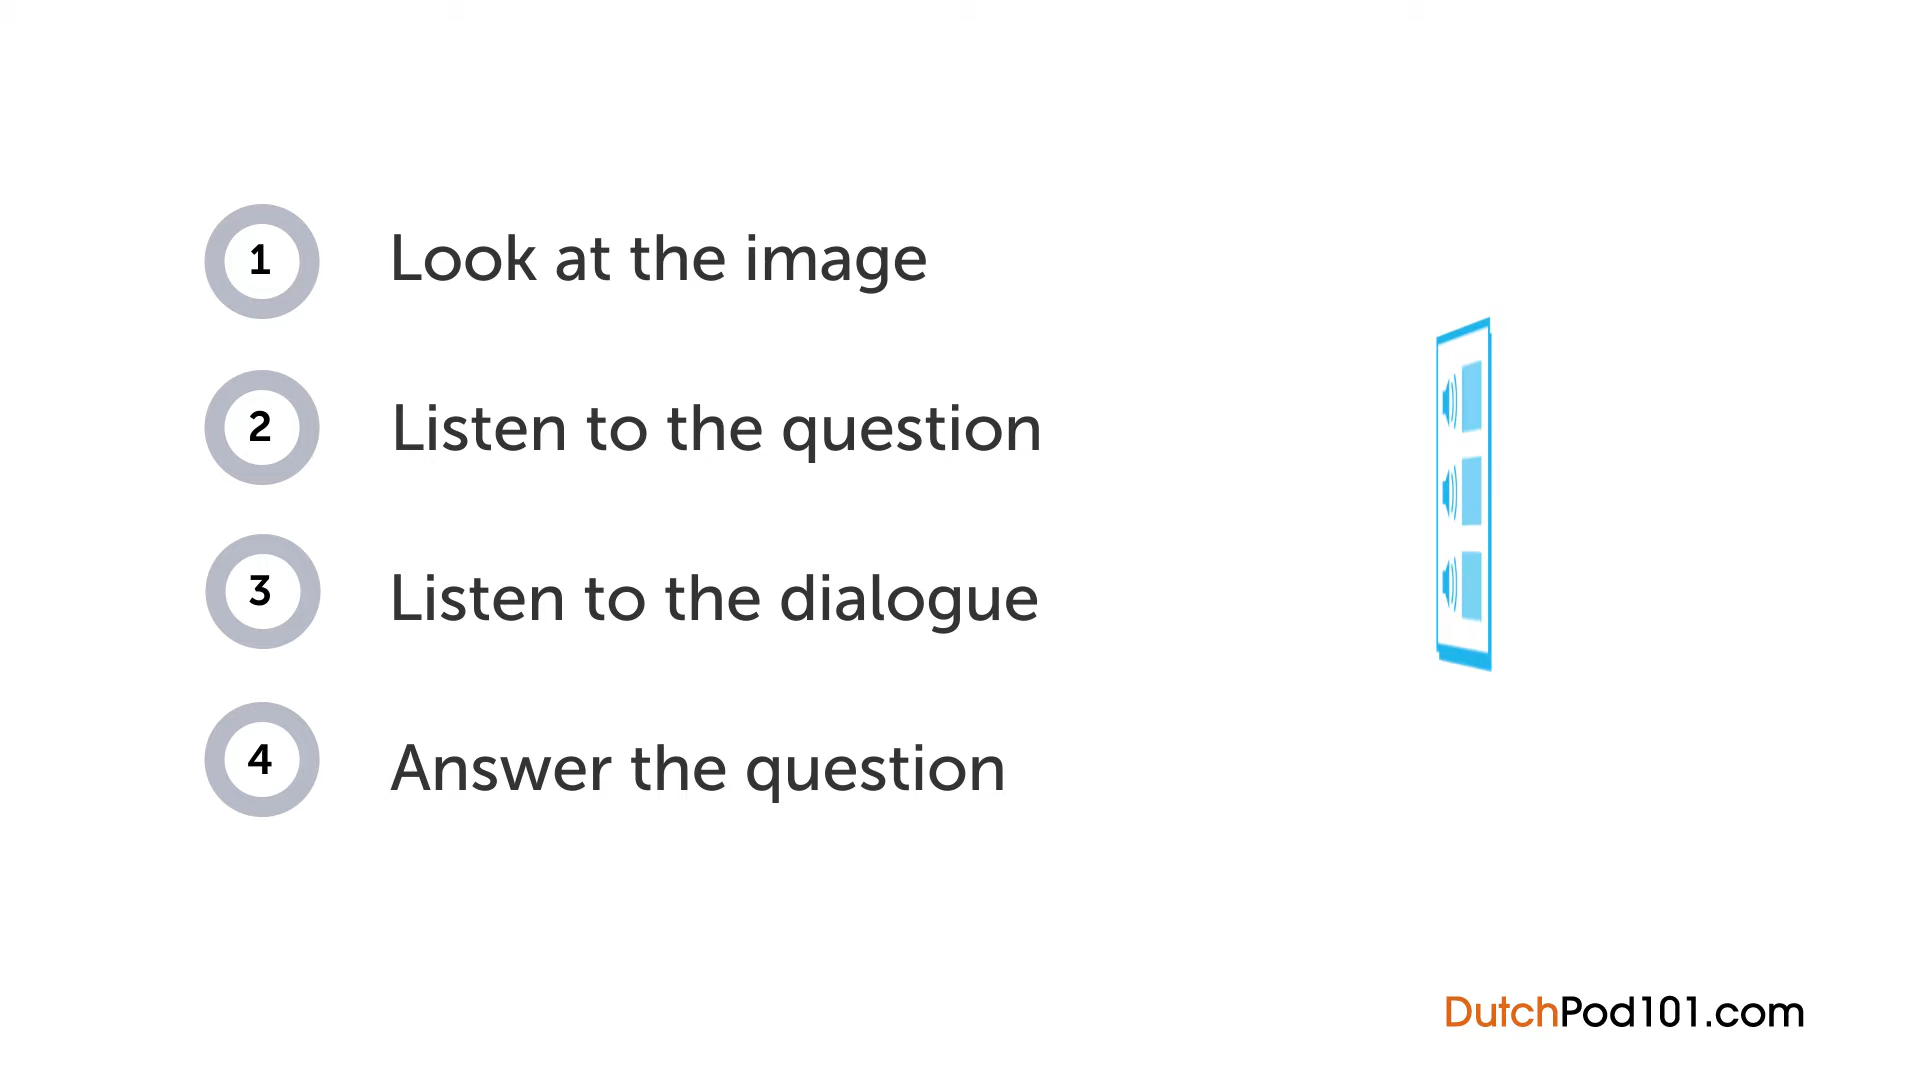 1 Look at the image
2 Listen to the question
3 Listen to the dialogue
4 Answer the question
DutchPod101.com